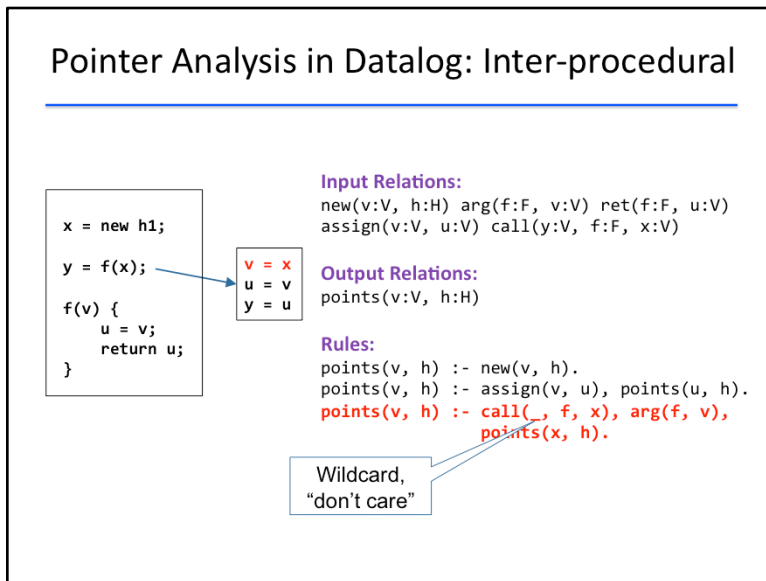 Pointer Analysis in Datalog: Inter-procedural
x = new h1;
y = f(x);
f(v) {
u = v;
return u;
}
v = x
u = v
y = u
Input Relations:
new(v:V, h:H) arg(f:F, v:V) ret(f:F, u:V)
assign(v:V, u:V) call(y:V, f:F, x:V)
Output Relations:
points(v:V, h:H)
Rules:
points(v, h) :- new(v, h).
points(v, h) :- assign(v, u), points(u, h).
points(v, h) :- call(_, f, x), arg(f, v),
points(x, h).
Wildcard,
“don’t care”